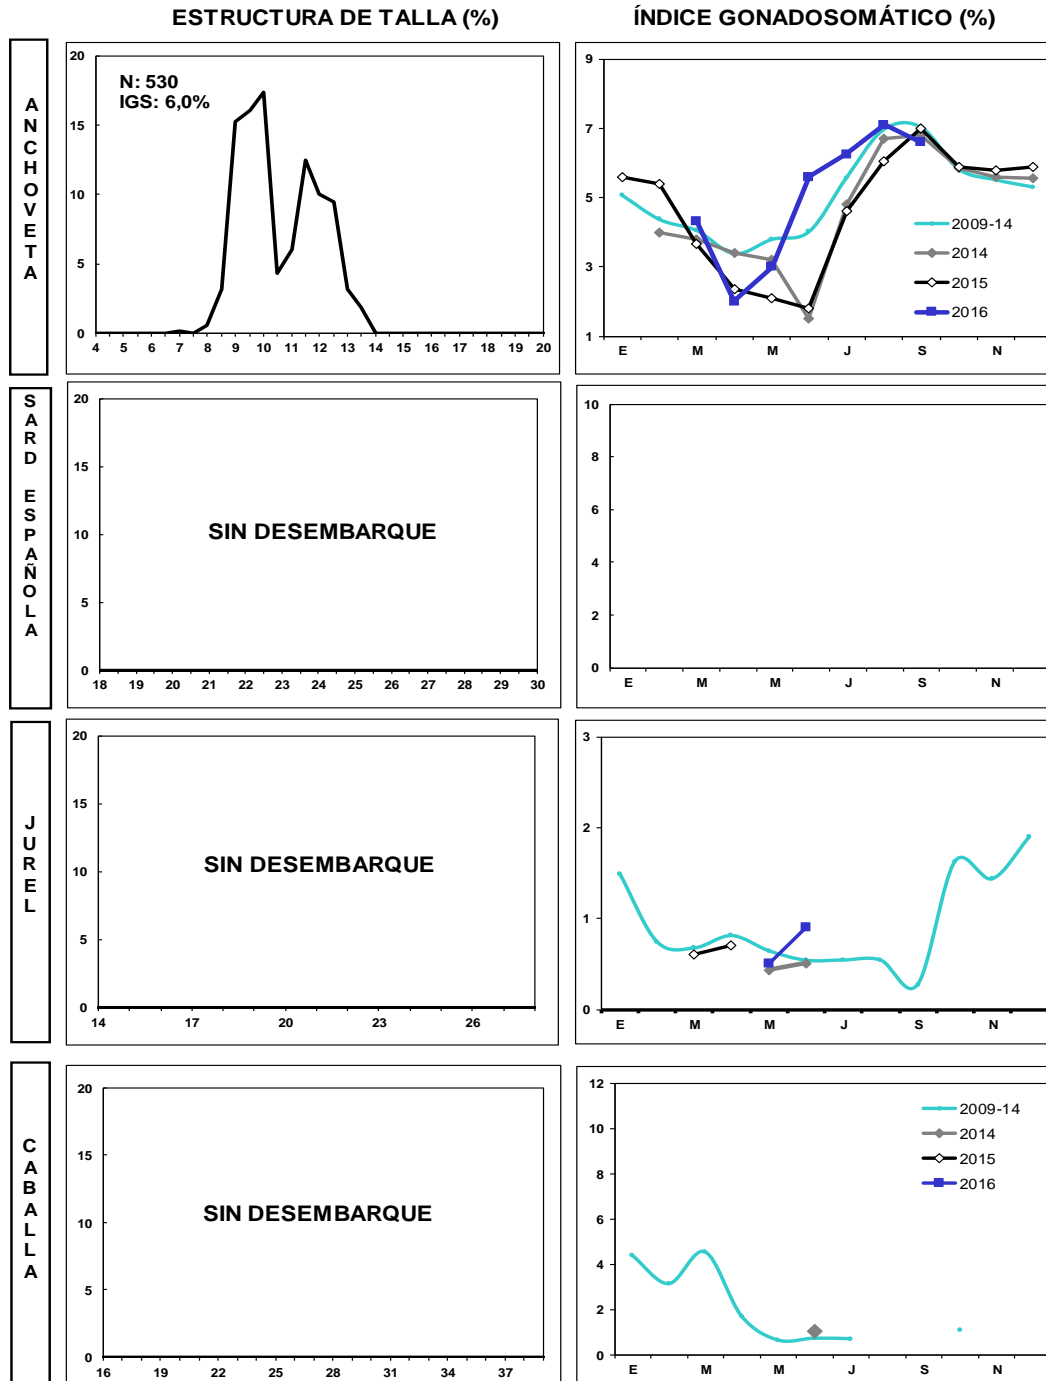 ESTRUCTURA DE TALLA (%)
ÍNDICE GONADOSOMÁTICO (%)
ANCHOVETA
20
15
10
5
0
N: 530
IGS: 6,0%
4 5 6 7 8 9 10 11 12 13 14 15 16 17 18 19 20
9
7
5
3
1
2009-14
2014
2015
2016
E M M J S N
SARD ESPAÑOLA
20
15
10
5
0
SIN DESEMBARQUE
18 19 20 21 22 23 24 25 26 27 28 29 30
10
8
6
4
2
0
E M M J S N
JUREL
20
15
10
5
0
SIN DESEMBARQUE
14 17 20 23 26
3
2
1
0
E M M J S N
CABALLLA
20
15
10
5
0
SIN DESEMBARQUE
16 19 22 25 28 31 34 37
12
10
8
6
4
2
0
2009-14
2014
2015
2016
E M M J S N